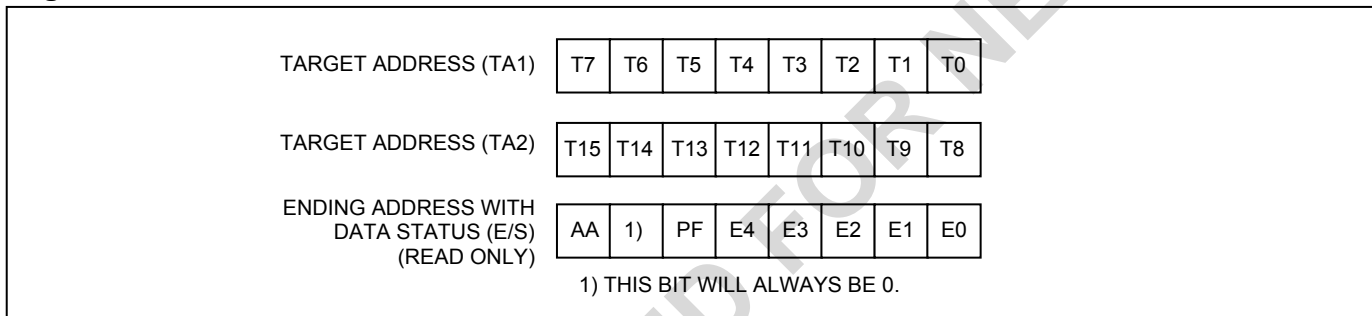 TARGET ADDRESS (TA1) T7 T6 T5 T4 T3 T2 T1 T0
TARGET ADDRESS (TA2) T15 T14 T13 T12 T11 T10 T9 T8
ENDING ADDRESS WITH
DATA STATUS (E/S) AA 1) PF E4 E3 E2 E1 E0
(READ ONLY)
1) THIS BIT WILL ALWAYS BE 0.